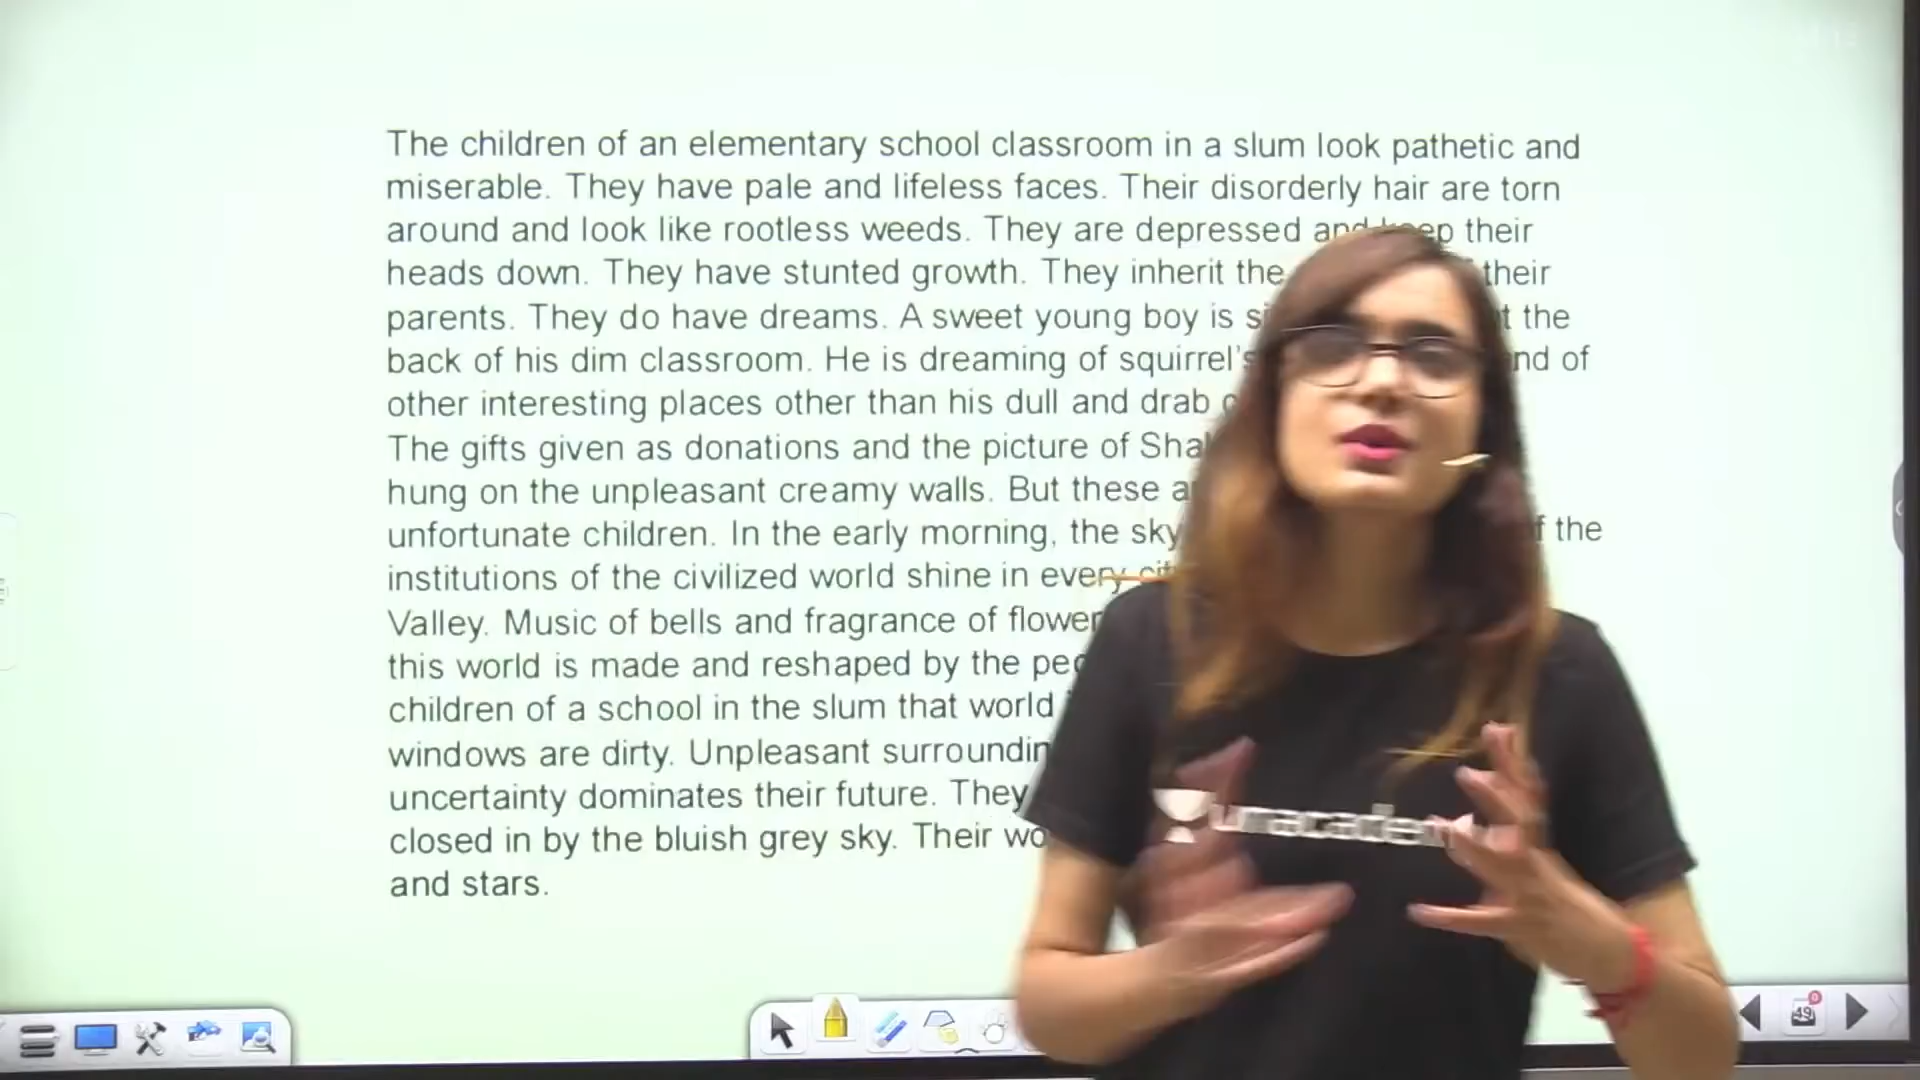 The children of an elementary school classroom in a slum look pathetic and
miserable. They have pale and lifeless faces. Their disorderly hair are torn
around and look like rootless weeds. They are depressed and keep their
heads down. They have stunted growth. They inherit the their
parents. They do have dreams. A sweet young boy is the
back of his dim classroom. He is dreaming of squirrel's and of
other interesting places other than his dull and drab
The gifts given as donations and the picture of
hung on the unpleasant creamy walls. But these
unfortunate children. In the early morning, the sky of the
institutions of the civilized world shine in every
Valley. Music of bells and fragrance of
this world is made and reshaped by the
children of a school in the slum that world
windows are dirty. Unpleasant
uncertainty dominates their future. They
closed in by the bluish grey sky. Their
and stars.
unacademy
49
0